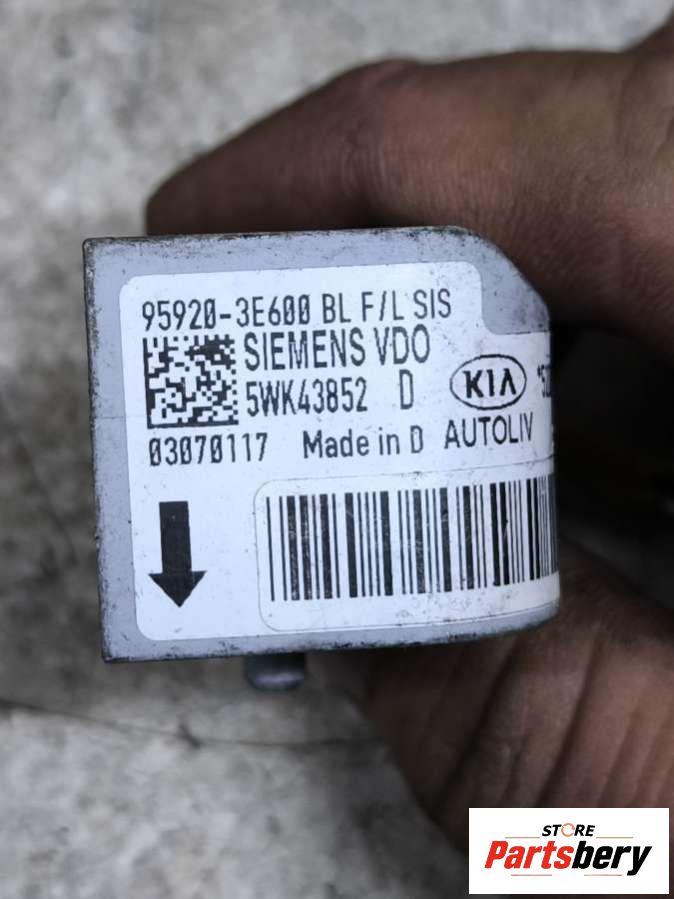 95920-3E600 BL F/L SIS
SIEMENS VDO
5WK43852 D
KIA
03070117 Made in D AUTOLIV
STORE
Partsbery